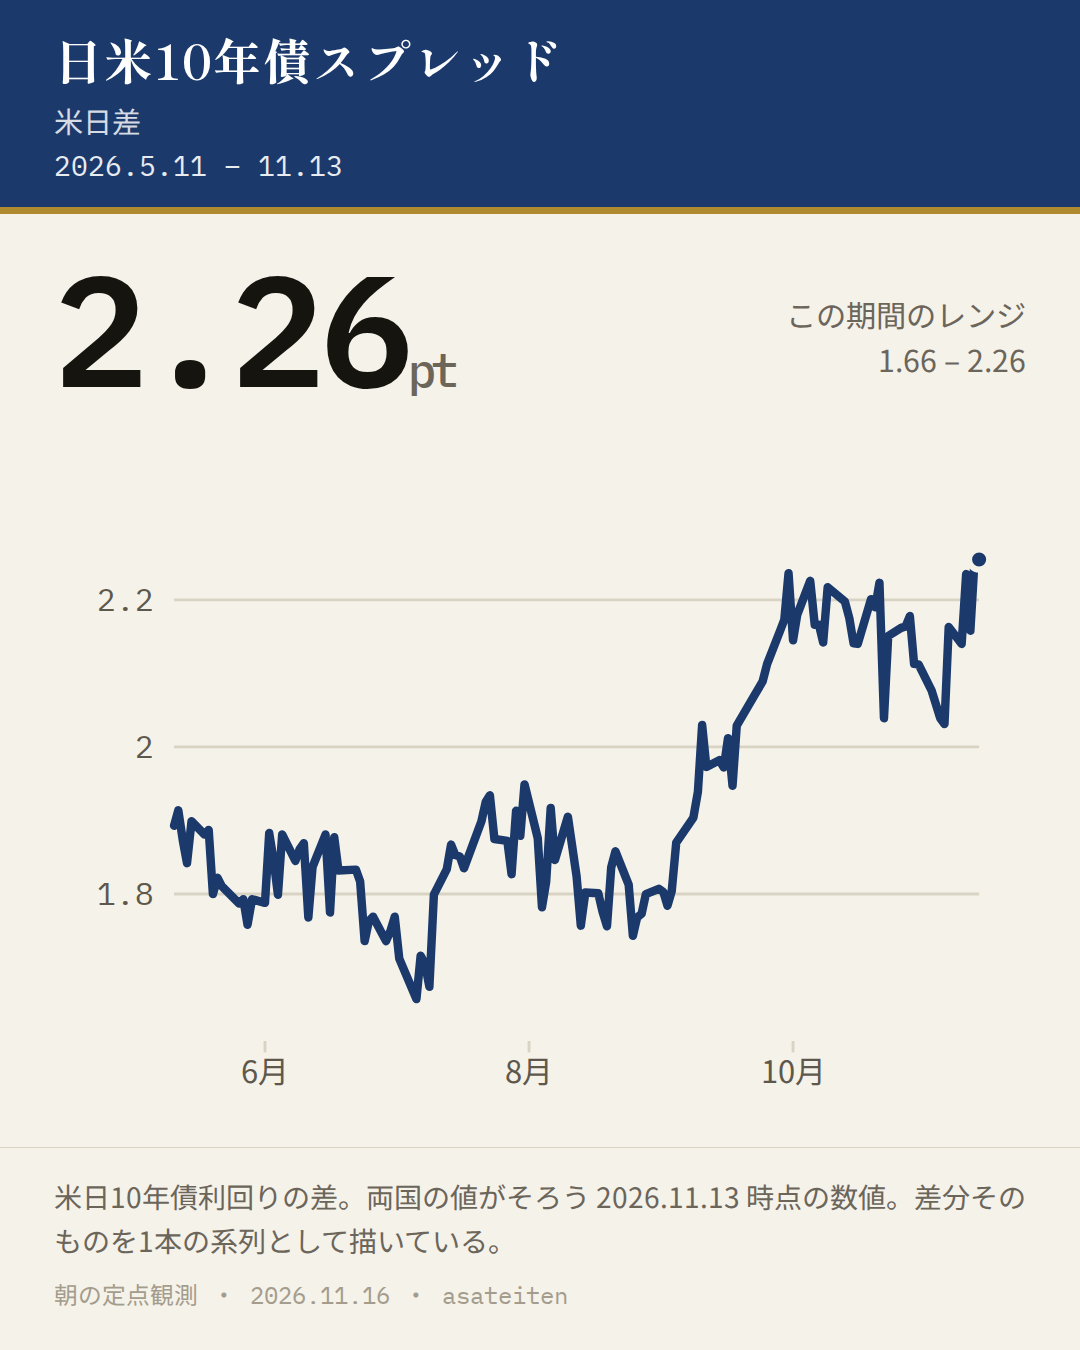 日米10年債スプレッド
米日差
2026.5.11 – 11.13
2.26pt
この期間のレンジ
1.66 – 2.26
2.2
2
1.8
6月 8月 10月
米日10年債利回りの差。両国の値がそろう 2026.11.13 時点の数値。差分その
ものを1本の系列として描いている。
朝の定点観測 ・ 2026.11.16 ・ asateiten